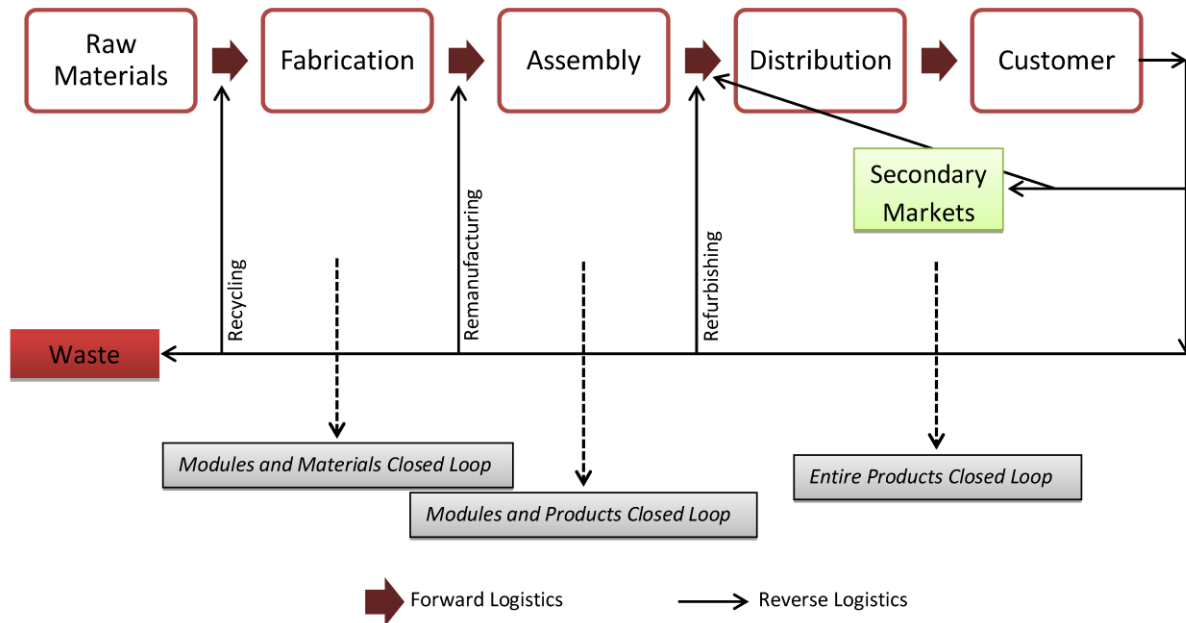 Raw
Materials
Fabrication
Assembly
Distribution
Customer
Secondary
Markets
Recycling
Remanufacturing
Refurbishing
Waste
Modules and Materials Closed Loop
Entire Products Closed Loop
Modules and Products Closed Loop
Forward Logistics
Reverse Logistics